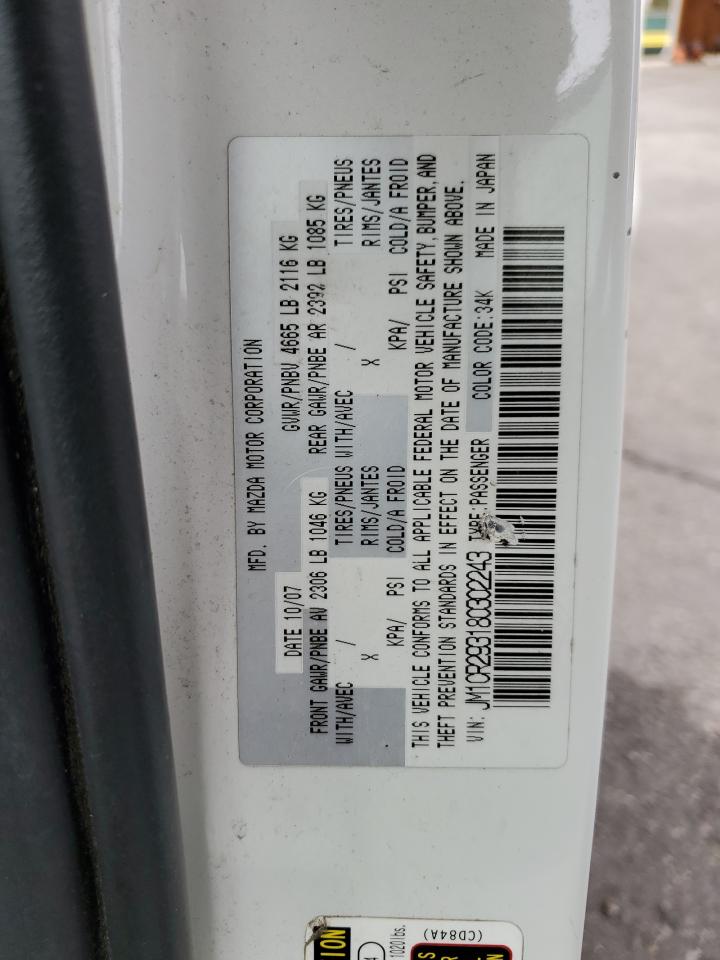 MFD. BY MAZDA MOTOR CORPORATION
DATE 10/07 GVWR/PNBV 4665 LB 2116 KG
FRONT GAWR/PNBE AV 2306 LB 1046 KG REAR GAWR/PNBE AR 2392 LB 1085 KG
WITH/AVEC / TIRES/PNEUS WITH/AVEC / TIRES/PNEUS
X RIMS/JANTES X RIMS/JANTES
KPA/ PSI COLD/A FROID KPA/ PSI COLD/A FROID
THIS VEHICLE CONFORMS TO ALL APPLICABLE FEDERAL MOTOR VEHICLE SAFETY, BUMPER, AND
THEFT PREVENTION STANDARDS IN EFFECT ON THE DATE OF MANUFACTURE SHOWN ABOVE.
VIN: JM1CR293180302243 TYPE:PASSENGER COLOR CODE:34K MADE IN JAPAN
ION
4
1020lbs.
(CD84A)